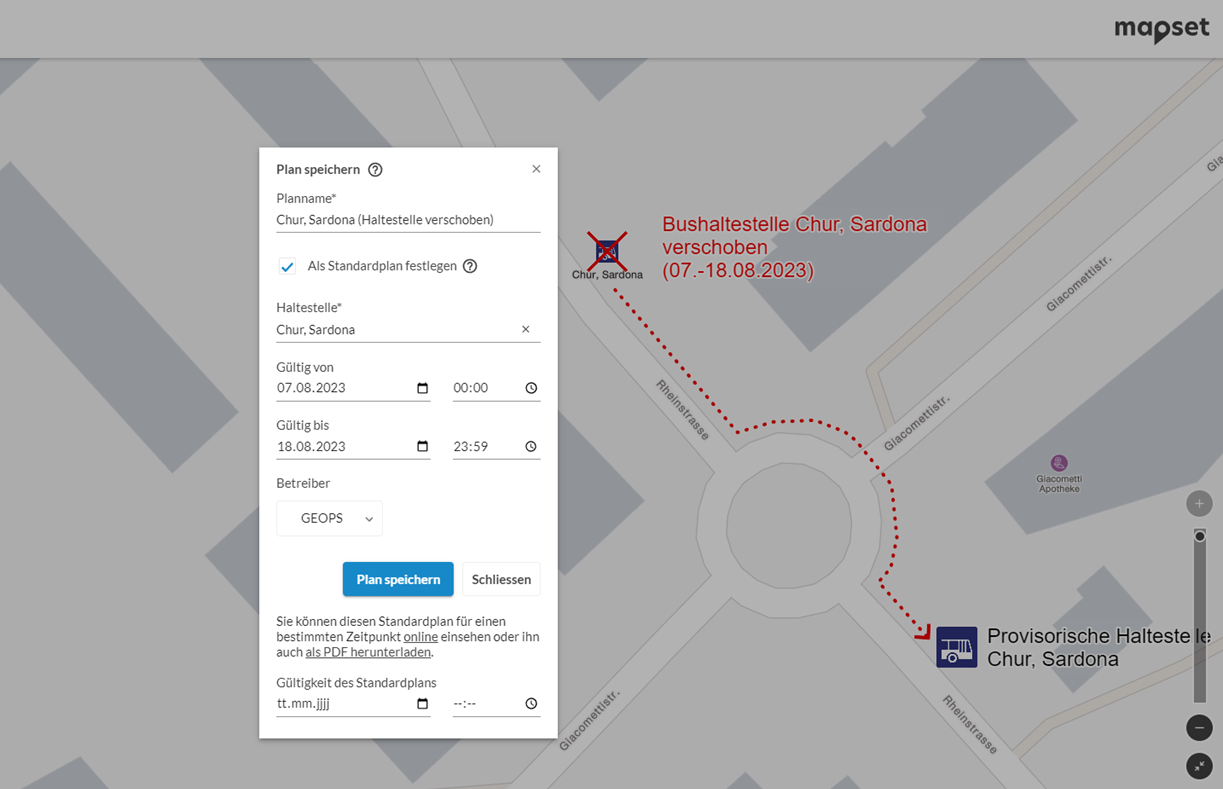 mapset
Plan speichern
Planname*
Chur, Sardona (Haltestelle verschoben)
Als Standardplan festlegen
Haltestelle*
Chur, Sardona
Gültig von
07.08.2023 00:00
Gültig bis
18.08.2023 23:59
Betreiber
GEOPS
Plan speichern Schliessen
Sie können diesen Standardplan für einen
bestimmten Zeitpunkt online einsehen oder ihn
auch als PDF herunterladen.
Gültigkeit des Standardplans
tt.mm.jjjj --:--
Chur, Sardona
Bushaltestelle Chur, Sardona
verschoben
(07.-18.08.2023)
Giacomettistr.
Rheinstrasse
Giacomettistr.
Giacometti
Apotheke
Provisorische Haltestelle
Chur, Sardona
Giacomettistr.
Rheinstrasse